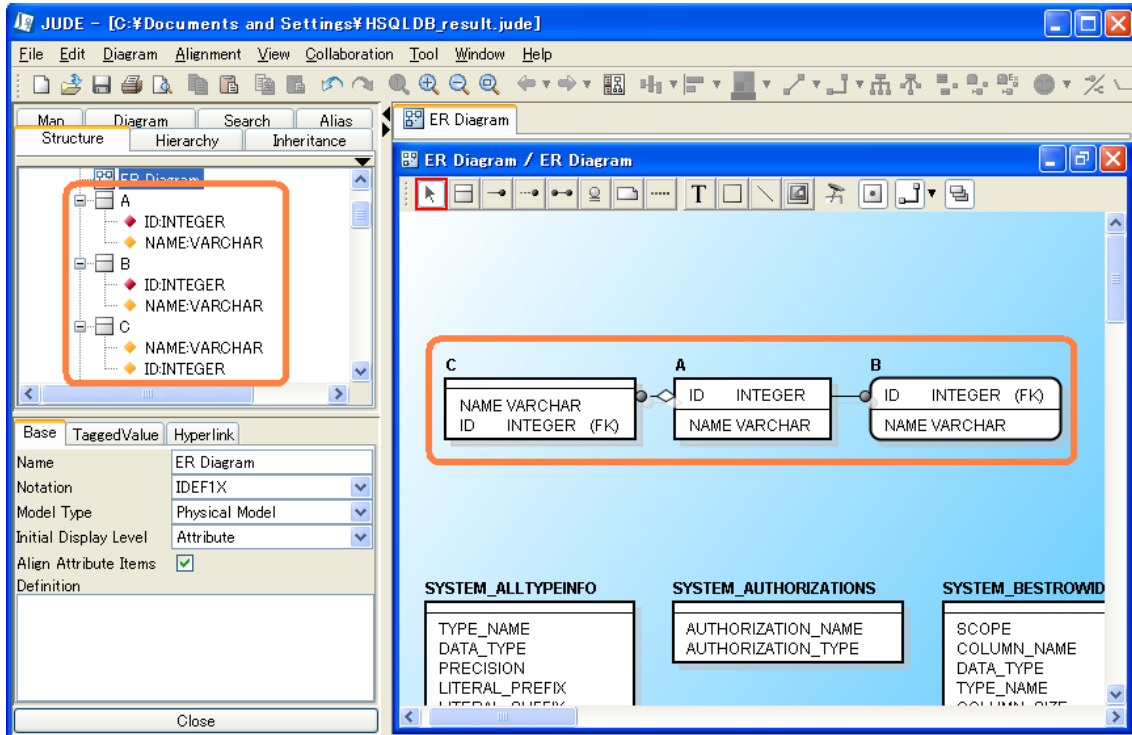 JUDE - [C:¥Documents and Settings¥HSQLDB_result.jude]
File Edit Diagram Alignment View Collaboration Tool Window Help
Map Diagram Search Alias
Structure Hierarchy Inheritance
ER Diagram
A
ID:INTEGER
NAME:VARCHAR
B
ID:INTEGER
NAME:VARCHAR
C
NAME:VARCHAR
ID:INTEGER
Base TaggedValue Hyperlink
Name ER Diagram
Notation IDEF1X
Model Type Physical Model
Initial Display Level Attribute
Align Attribute Items
Definition
Close
ER Diagram
ER Diagram / ER Diagram
T
C A B
NAME VARCHAR
ID INTEGER (FK)
ID INTEGER
NAME VARCHAR
ID INTEGER (FK)
NAME VARCHAR
SYSTEM_ALLTYPEINFO
TYPE_NAME
DATA_TYPE
PRECISION
LITERAL_PREFIX
LITERAL_SUFFIX
SYSTEM_AUTHORIZATIONS
AUTHORIZATION_NAME
AUTHORIZATION_TYPE
SYSTEM_BESTROWID
SCOPE
COLUMN_NAME
DATA_TYPE
TYPE_NAME
COLUMN_SIZE